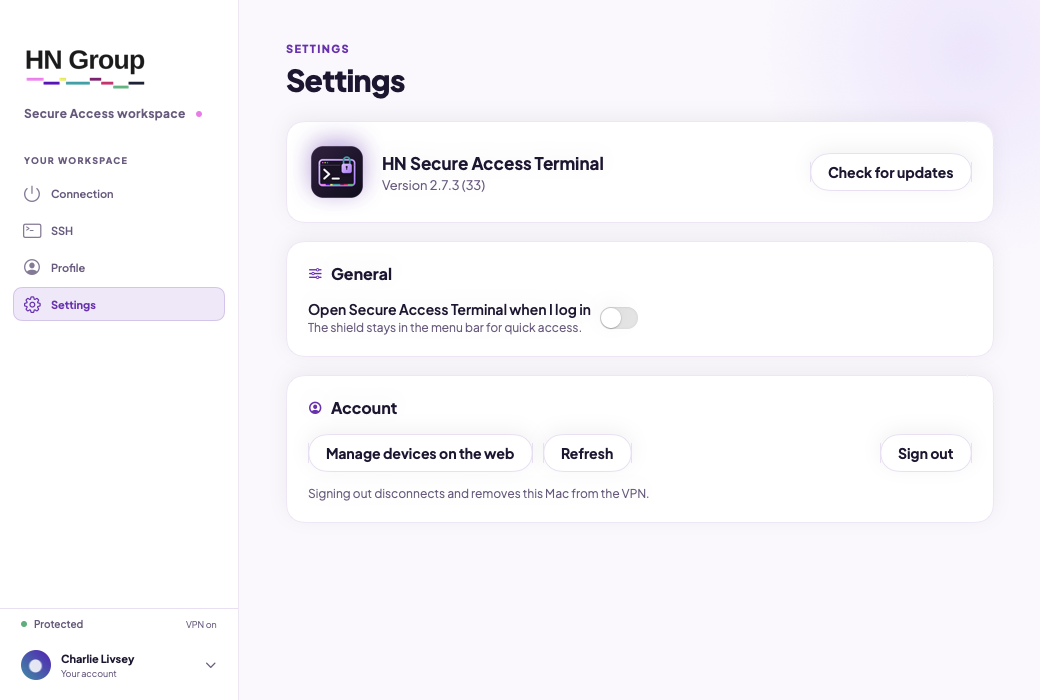 HN Group
Secure Access workspace
YOUR WORKSPACE
Connection
SSH
Profile
Settings
Protected
VPN on
Charlie Livsey
Your account
SETTINGS
Settings
HN Secure Access Terminal
Version 2.7.3 (33)
Check for updates
General
Open Secure Access Terminal when I log in
The shield stays in the menu bar for quick access.
Account
Manage devices on the web
Refresh
Sign out
Signing out disconnects and removes this Mac from the VPN.